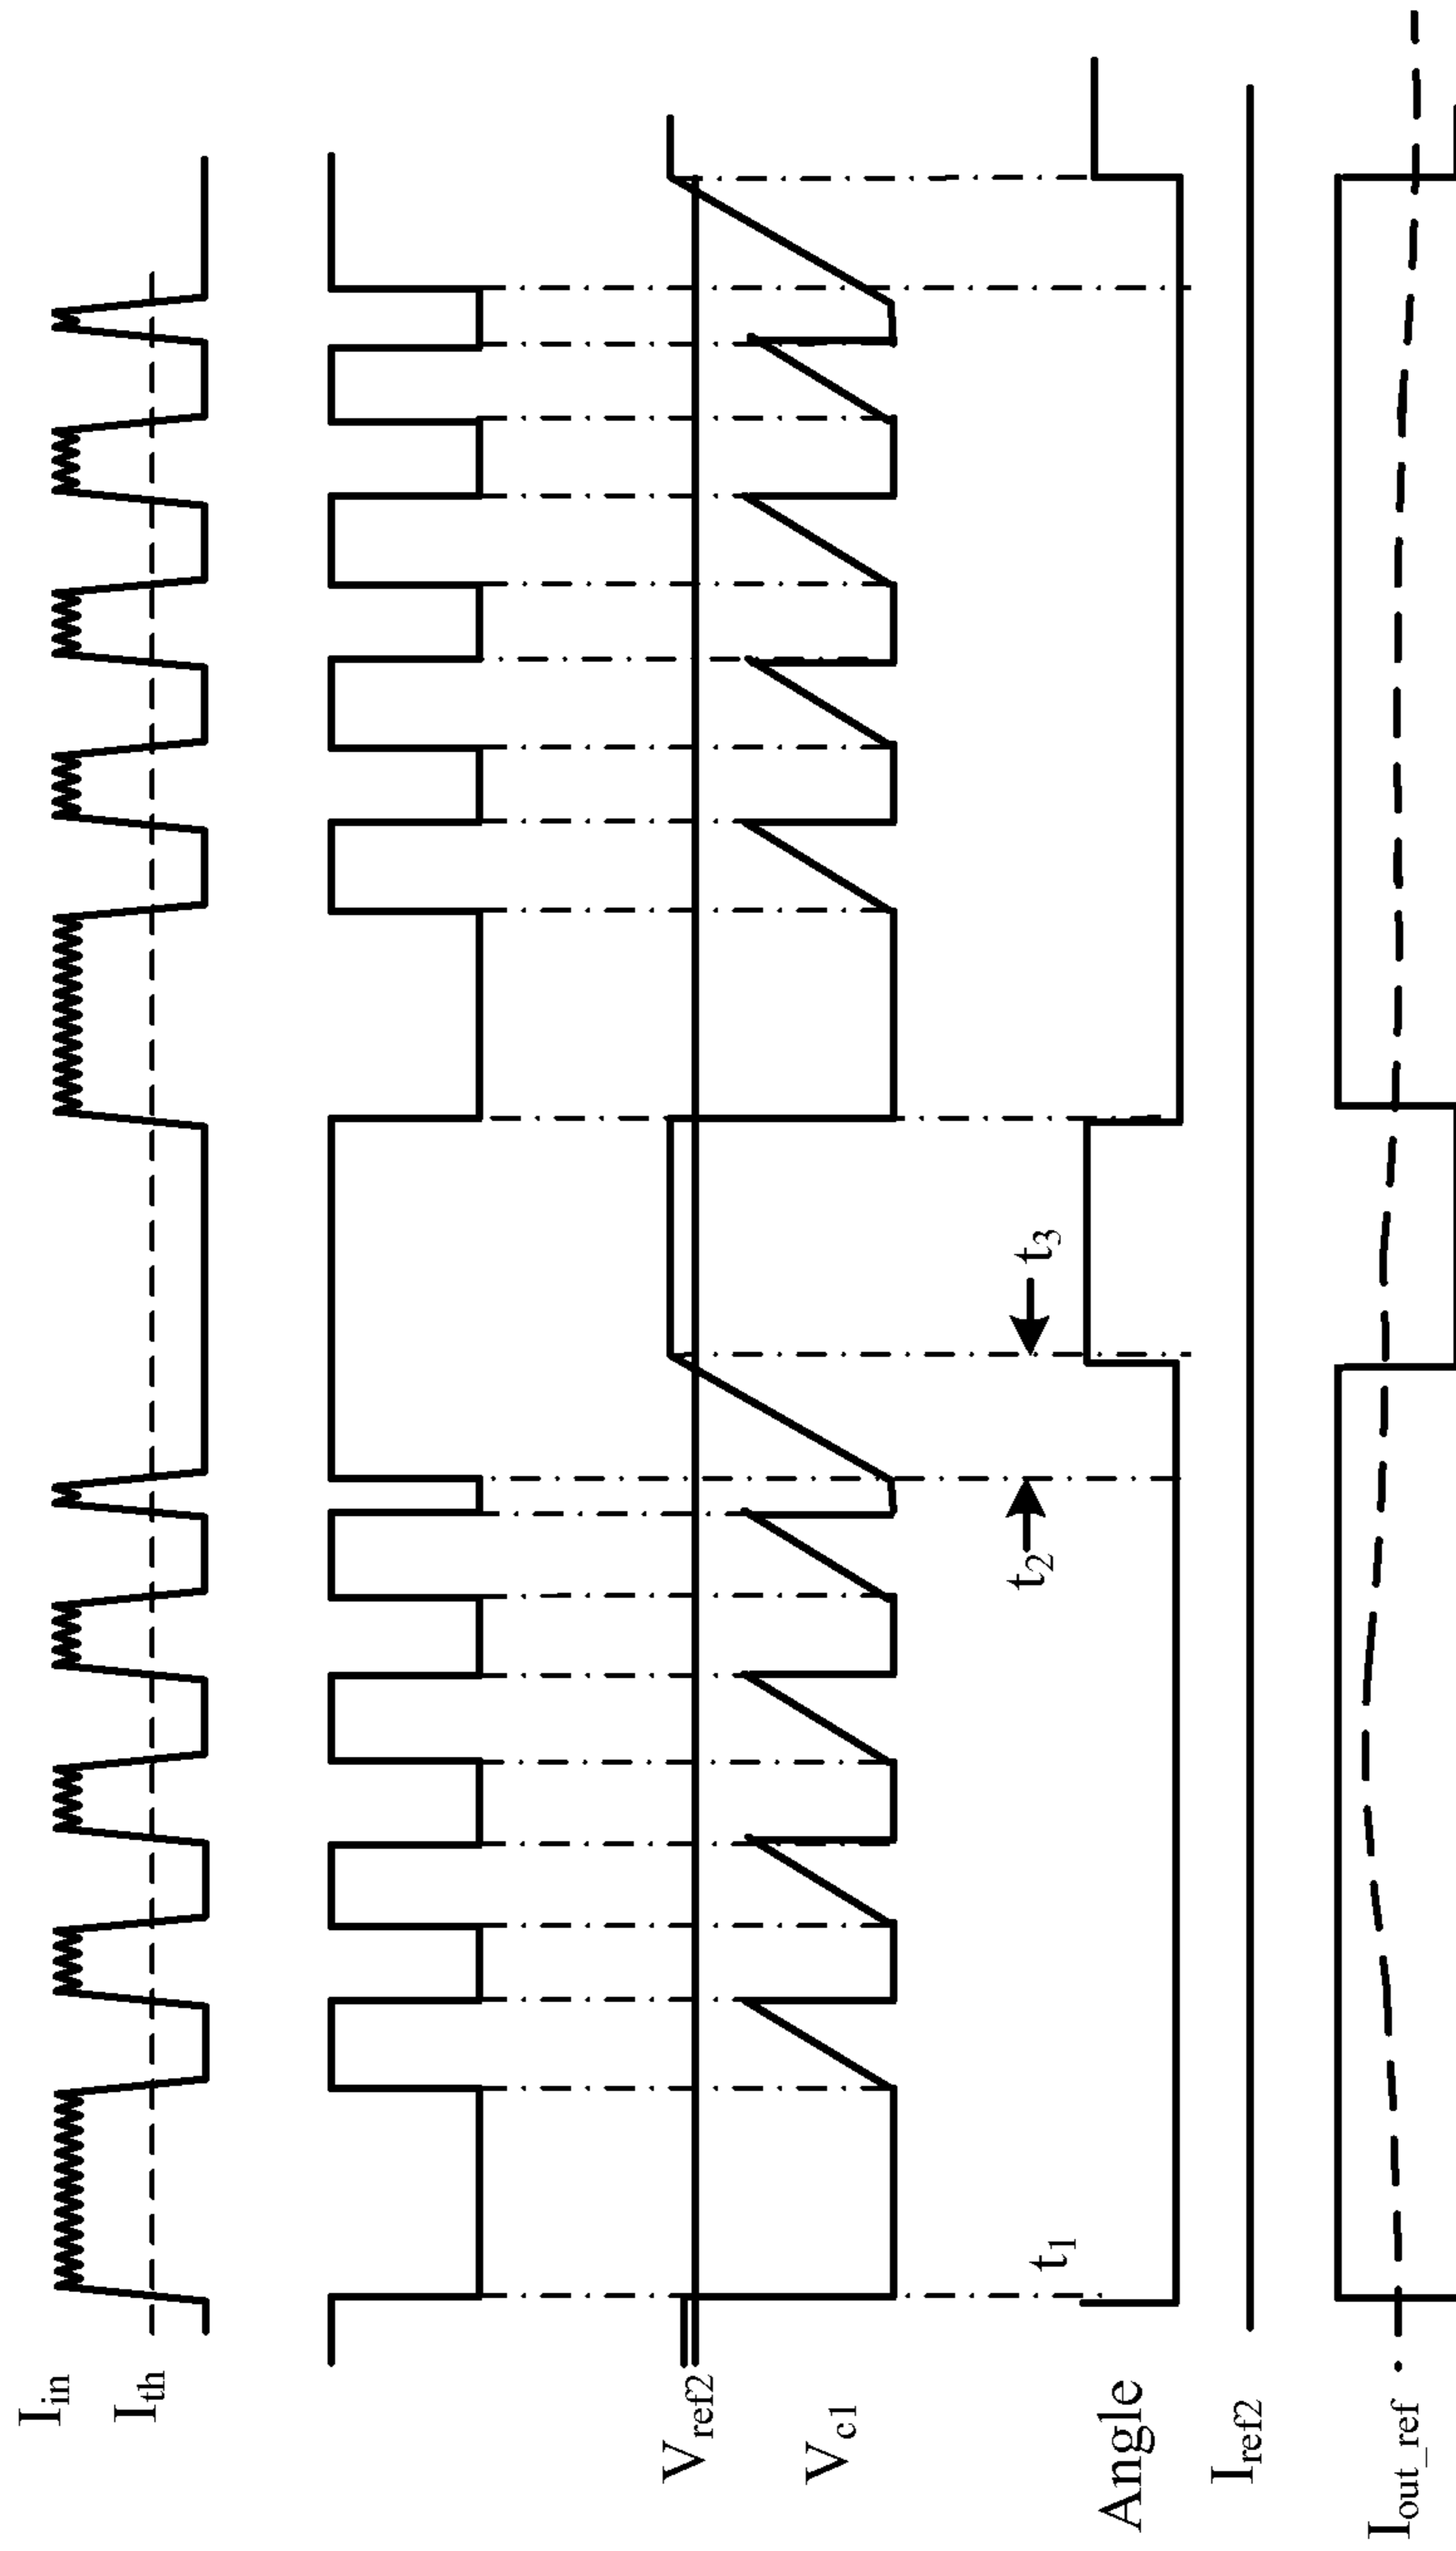 I_in
I_th
V_ref2
V_c1
t_1
t_2
t_3
Angle
I_ref2
I_out_ref